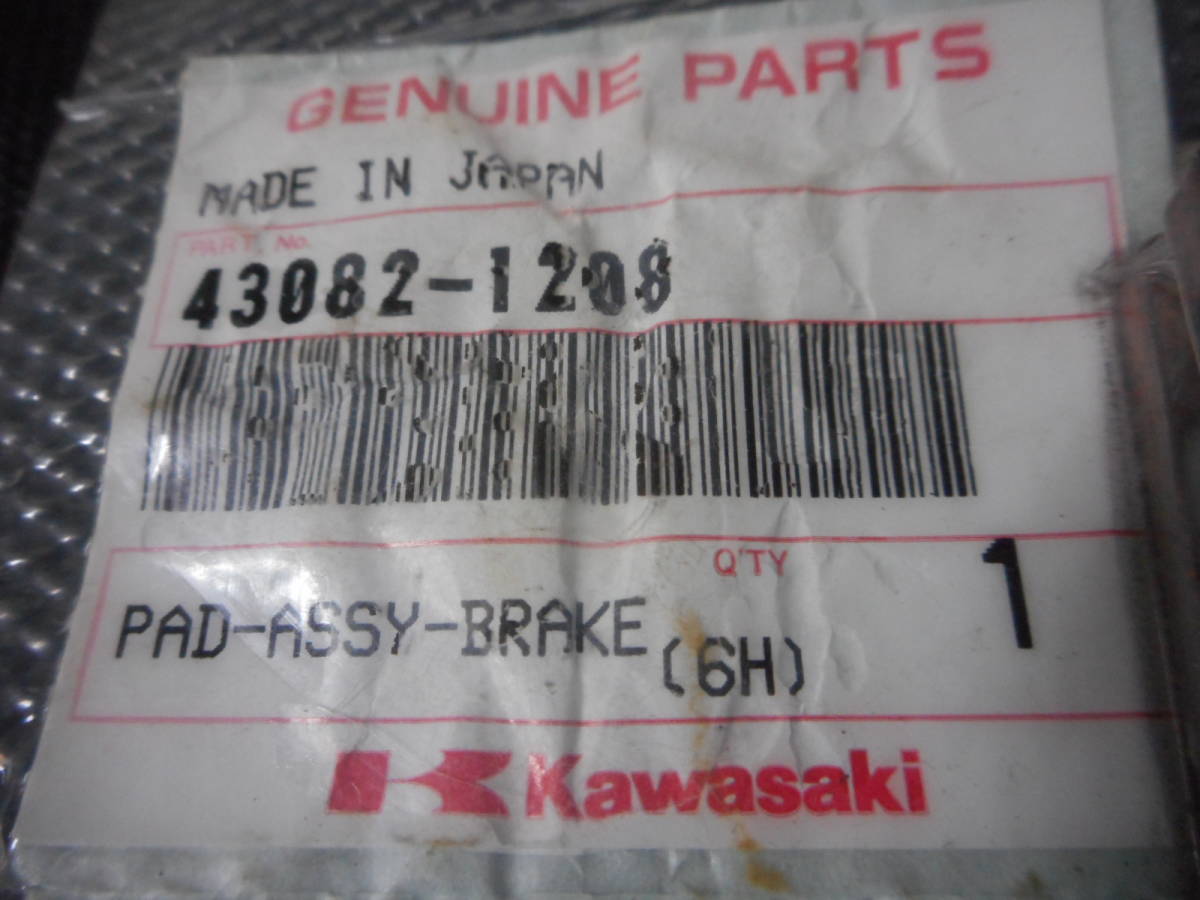 GENUINE PARTS
MADE IN JAPAN
PART. No.
43082-1208
Q'TY 1
PAD-ASSY-BRAKE (6H)
Kawasaki